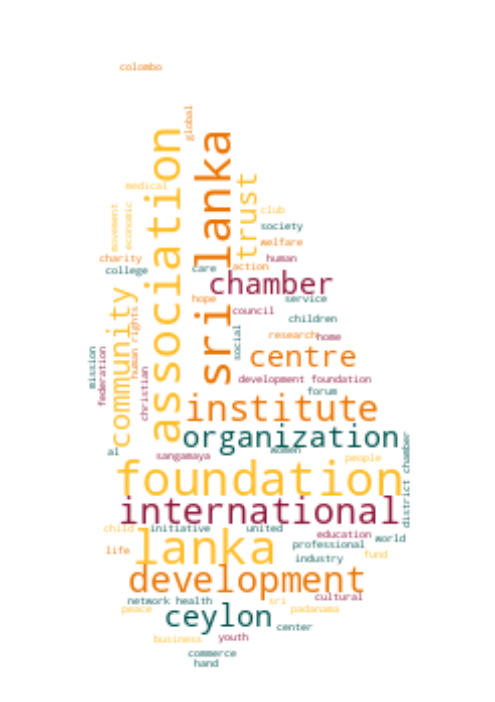 colombo
global
association
sri lanka
medical
trust
movement
economic
club
society
welfare
charity
college
care
action
human
chamber
community
human rights
hope
service
council
children
social
research
home
centre
mission
federation
christian
development foundation
forum
institute
organization
al
sangamaya
women
people
district chamber
foundation
international
child
initiative
united
education
world
professional
lanka
life
industry
fund
development
network
health
cultural
sri
peace
padanama
ceylon
center
business
youth
commerce
hand